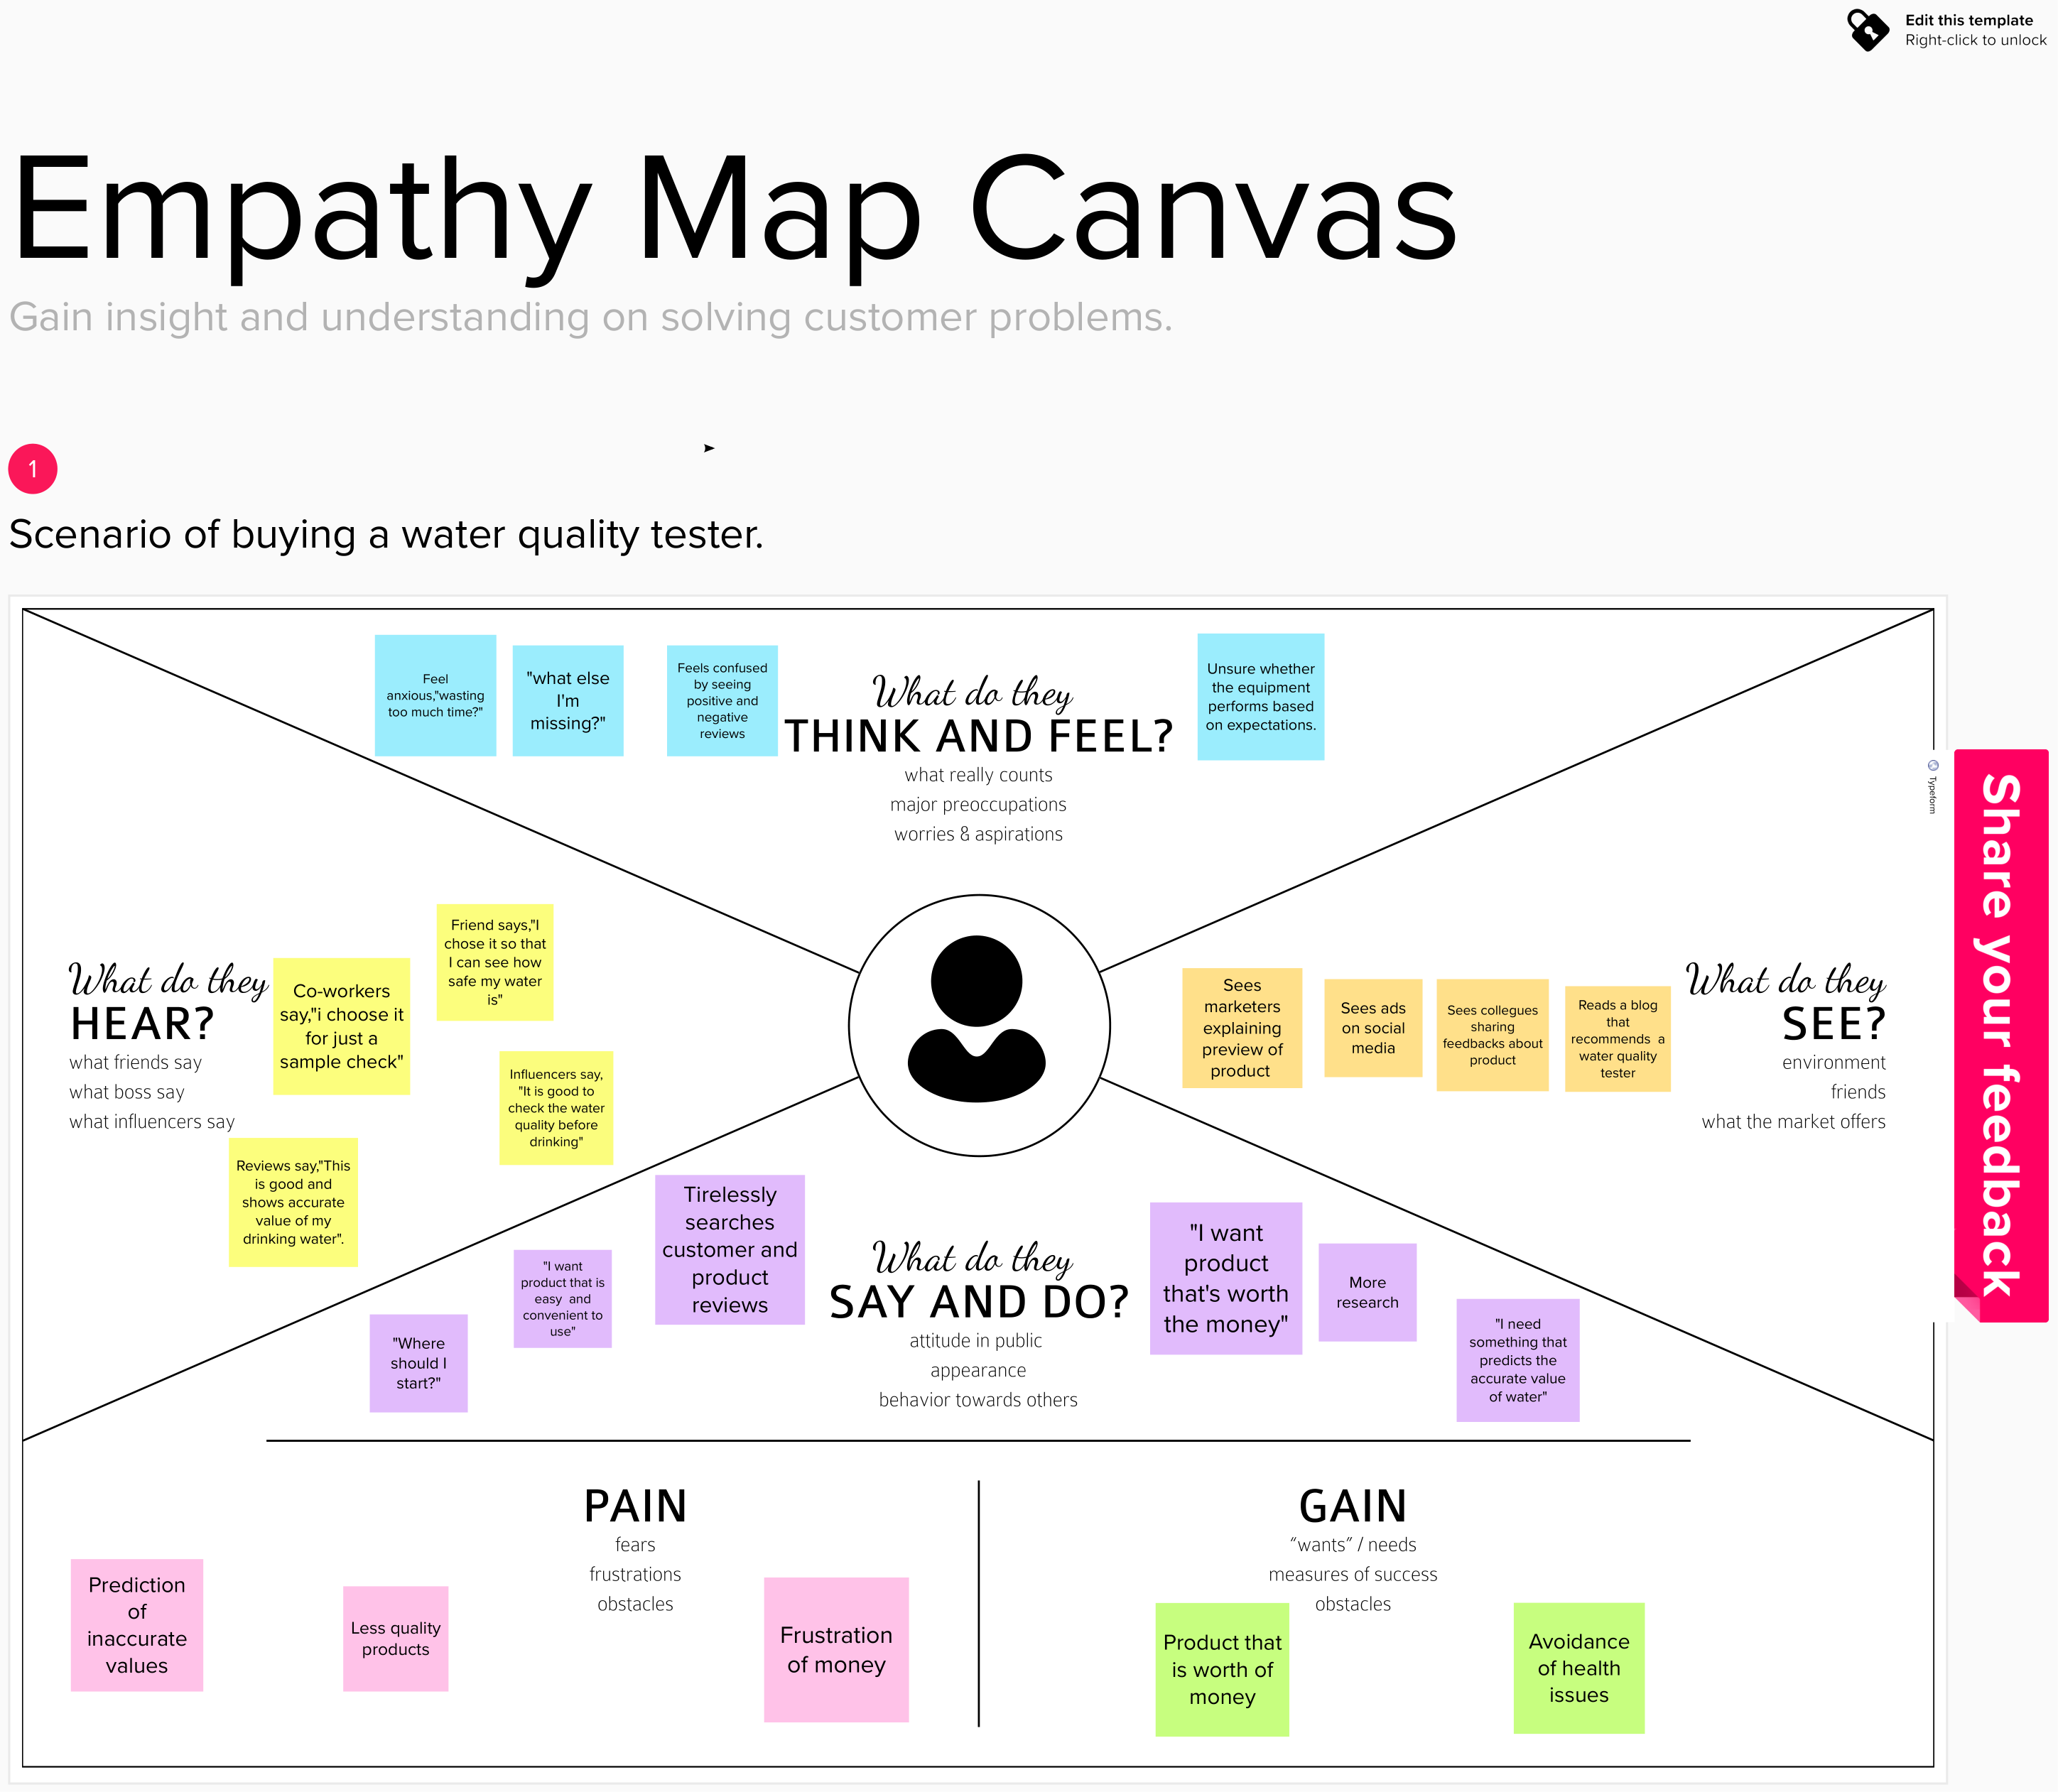 Edit this template
Right-click to unlock
Empathy Map Canvas
Gain insight and understanding on solving customer problems.
1
Scenario of buying a water quality tester.
Feel
anxious,"wasting
too much time?"
"what else
I'm
missing?"
Feels confused
by seeing
positive and
negative
reviews
What do they
THINK AND FEEL?
what really counts
major preoccupations
worries & aspirations
Unsure whether
the equipment
performs based
on expectations.
Typeform
Share your feedback
What do they
HEAR?
what friends say
what boss say
what influencers say
Co-workers
say,"i choose it
for just a
sample check"
Friend says,"I
chose it so that
I can see how
safe my water
is"
Influencers say,
"It is good to
check the water
quality before
drinking"
Reviews say,"This
is good and
shows accurate
value of my
drinking water".
Sees
marketers
explaining
preview of
product
Sees ads
on social
media
Sees collegues
sharing
feedbacks about
product
Reads a blog
that
recommends a
water quality
tester
What do they
SEE?
environment
friends
what the market offers
"Where
should I
start?"
"I want
product that is
easy and
convenient to
use"
Tirelessly
searches
customer and
product
reviews
What do they
SAY AND DO?
attitude in public
appearance
behavior towards others
"I want
product
that's worth
the money"
More
research
"I need
something that
predicts the
accurate value
of water"
PAIN
fears
frustrations
obstacles
Prediction
of
inaccurate
values
Less quality
products
Frustration
of money
GAIN
“wants” / needs
measures of success
obstacles
Product that
is worth of
money
Avoidance
of health
issues